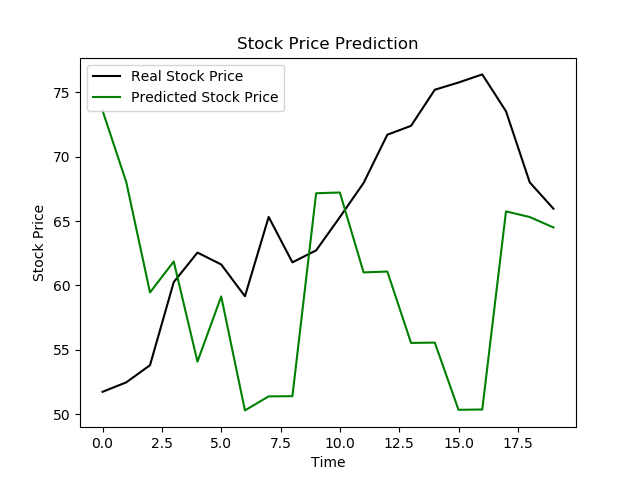 Stock Price Prediction
Real Stock Price
Predicted Stock Price
Stock Price
75
70
65
60
55
50
0.0 2.5 5.0 7.5 10.0 12.5 15.0 17.5
Time